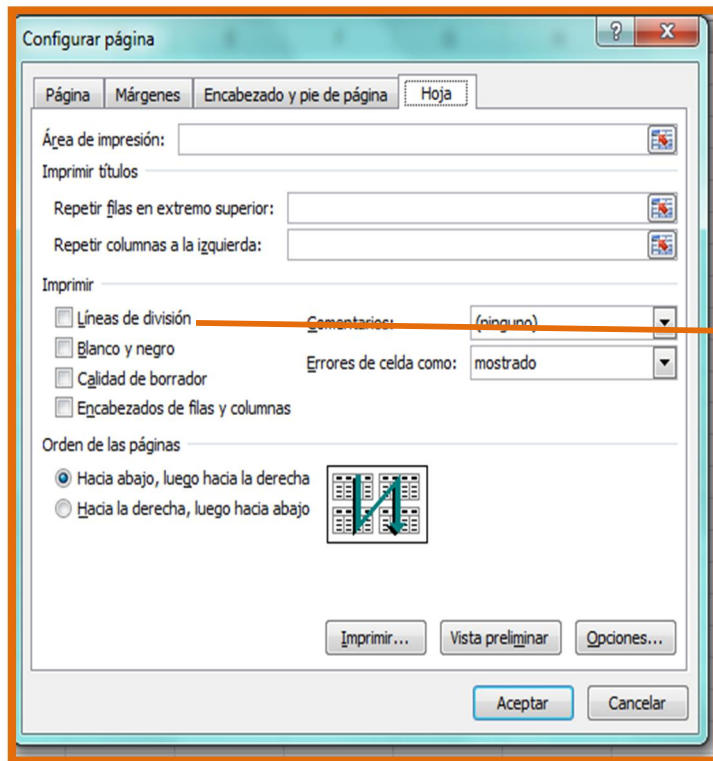 Configurar página
Página Márgenes Encabezado y pie de página Hoja
Área de impresión:
Imprimir títulos
Repetir filas en extremo superior:
Repetir columnas a la izquierda:
Imprimir
Líneas de división Comentarios: (ninguno)
Blanco y negro
Errores de celda como: mostrado
Calidad de borrador
Encabezados de filas y columnas
Orden de las páginas
Hacia abajo, luego hacia la derecha
Hacia la derecha, luego hacia abajo
Imprimir... Vista preliminar Opciones...
Aceptar Cancelar